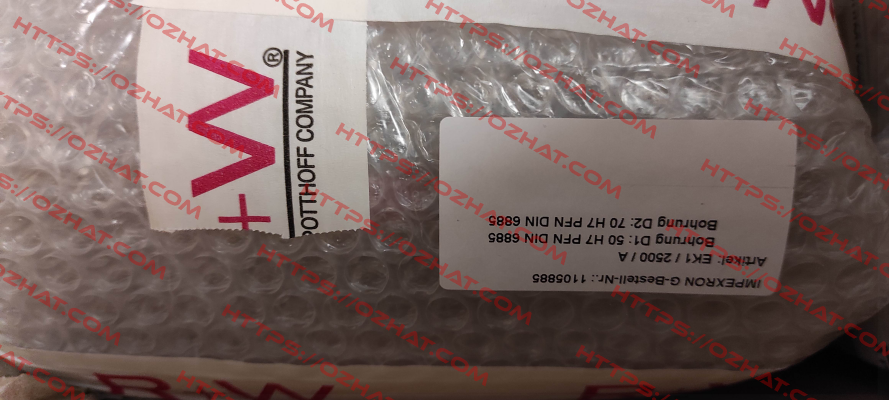 +W®
POTTHOFF COMPANY
IMPEXRON G-Bestell-Nr.: 1105885
Artikel: EK1 / 2500 / A
Bohrung D1: 50 H7 PFN DIN 6885
Bohrung D2: 70 H7 PFN DIN 6885
R+W
HTTPS://OZHAT.COM